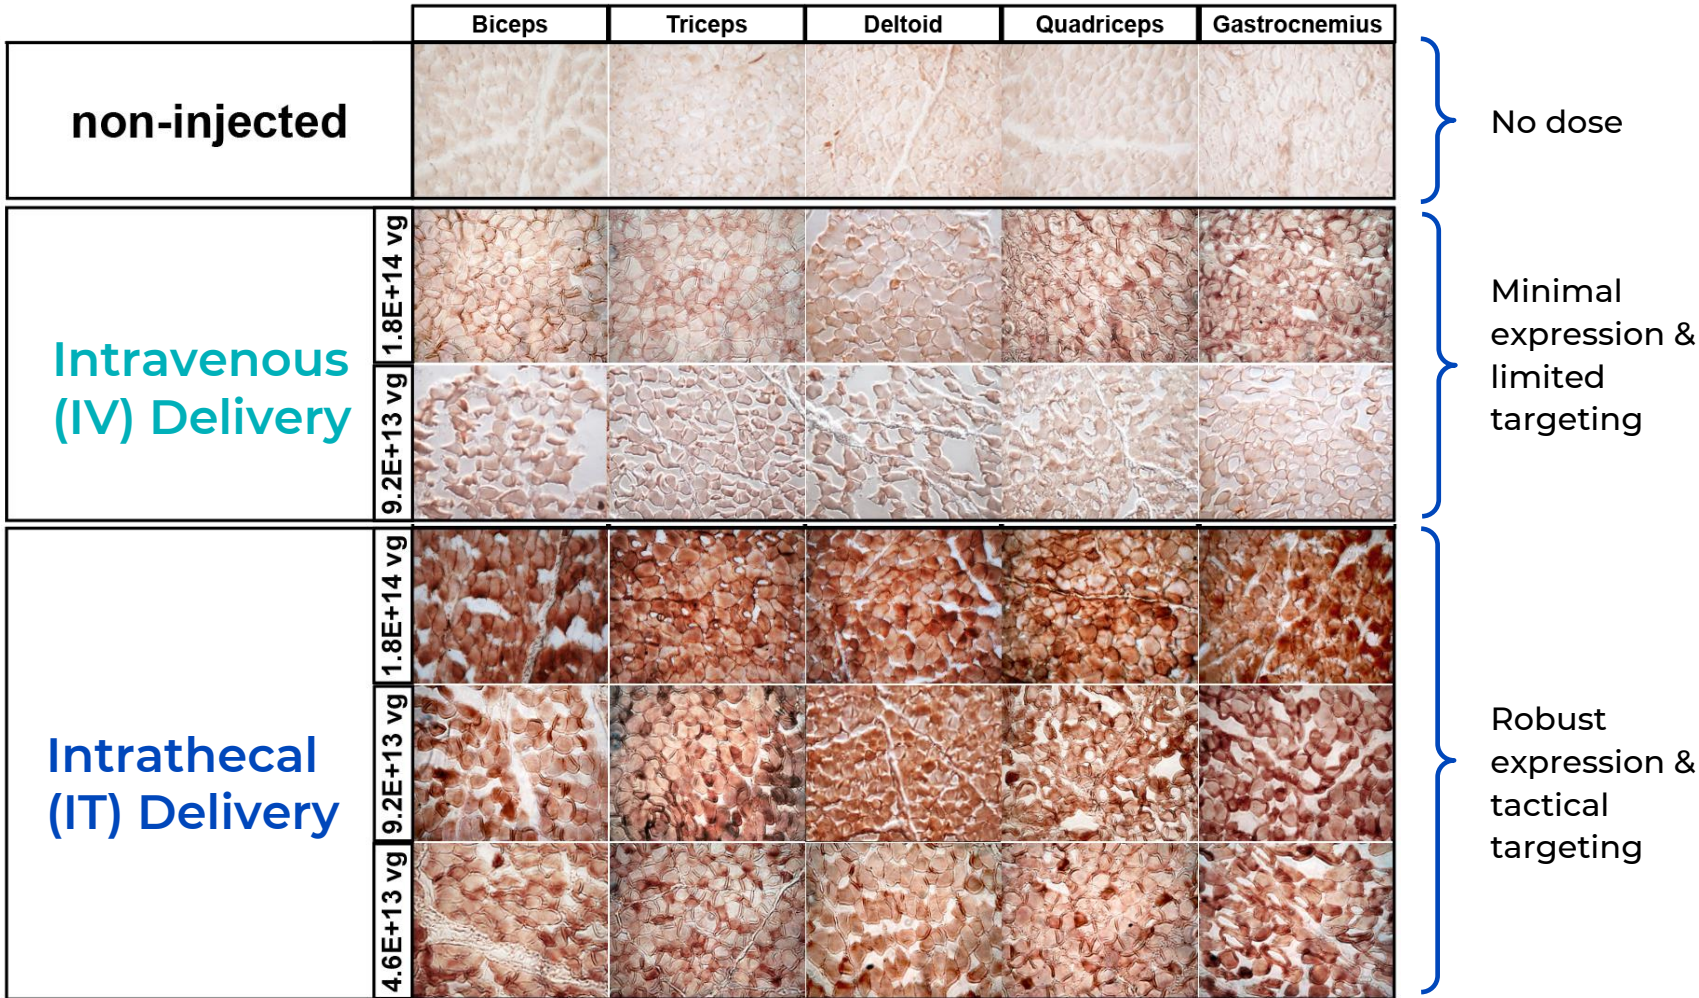 Biceps Triceps Deltoid Quadriceps Gastrocnemius
non-injected
No dose
Intravenous
(IV) Delivery
1.8E+14 vg
9.2E+13 vg
Minimal
expression &
limited
targeting
Intrathecal
(IT) Delivery
1.8E+14 vg
9.2E+13 vg
4.6E+13 vg
Robust
expression &
tactical
targeting